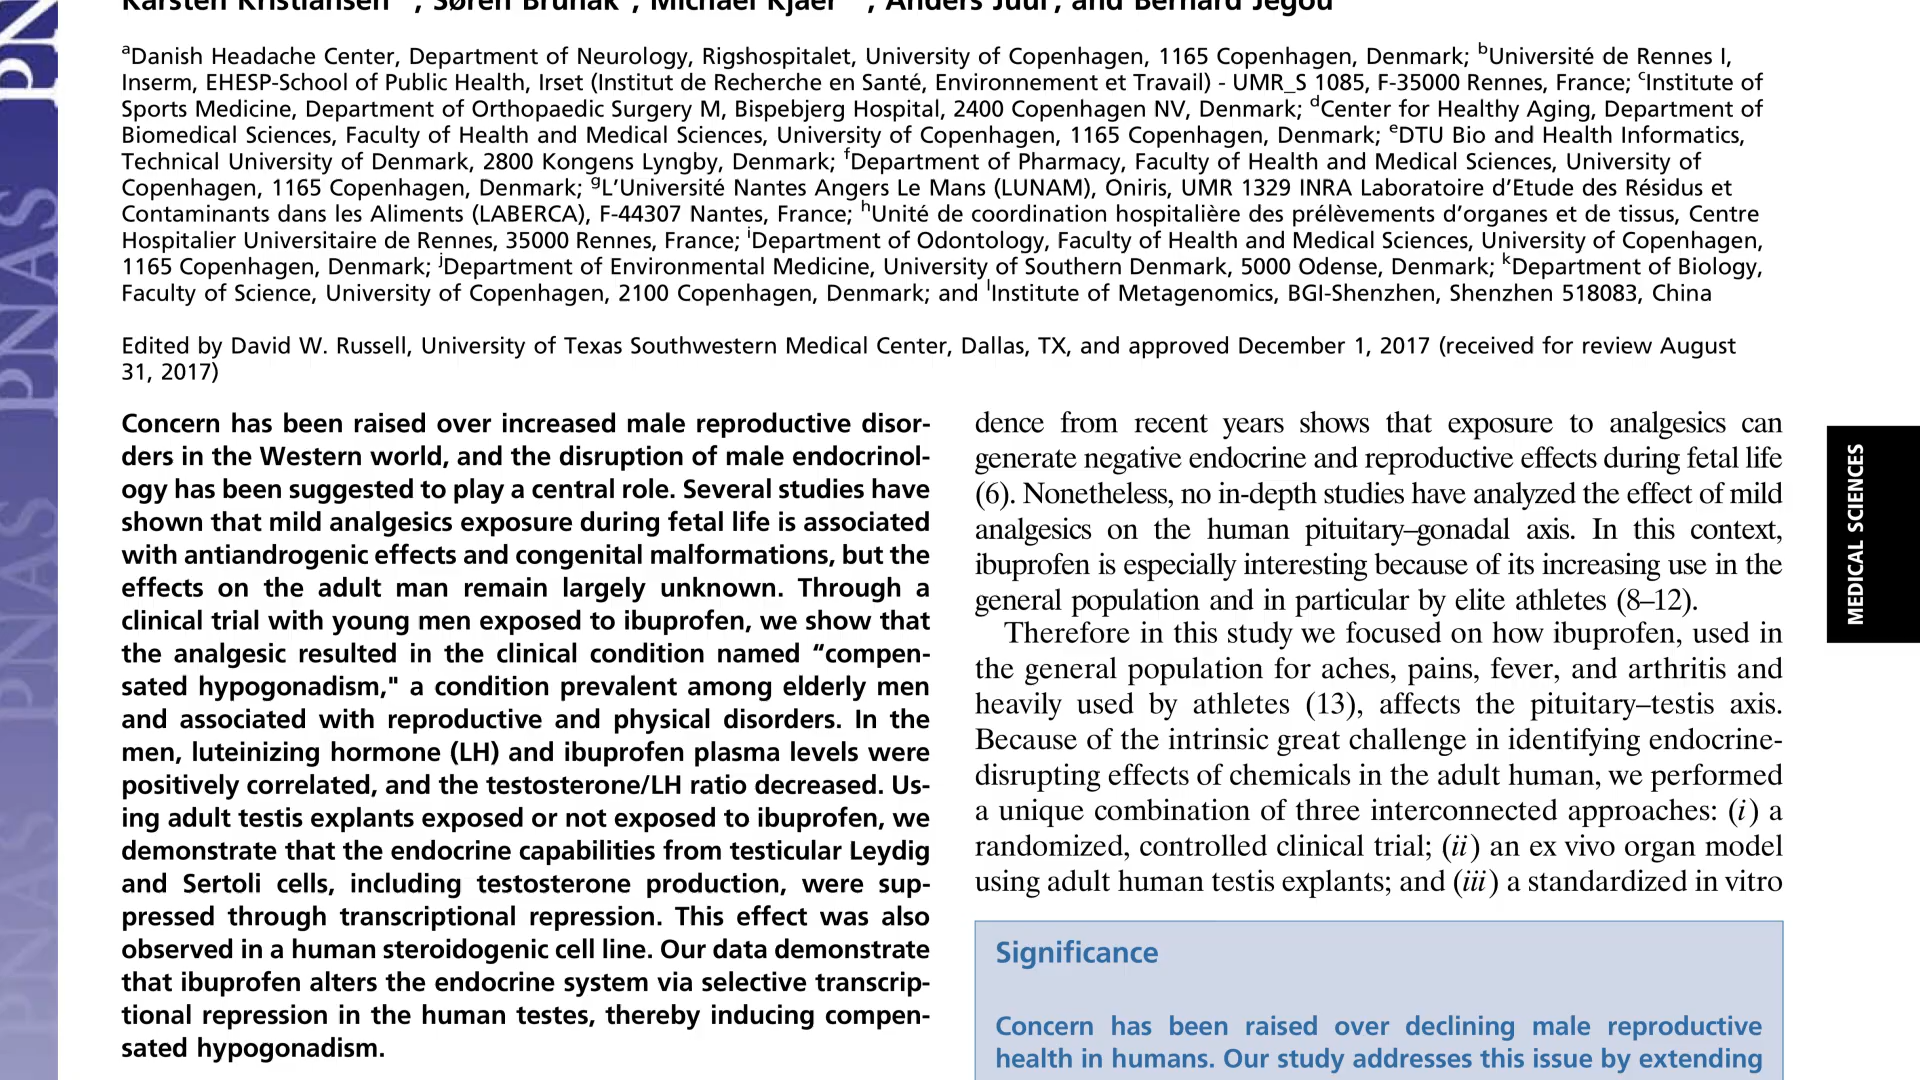 Karsten Kristiansen, Søren Brunak, Michael Kjær, Anders Juul, and Bernard Jégou
aDanish Headache Center, Department of Neurology, Rigshospitalet, University of Copenhagen, 1165 Copenhagen, Denmark; bUniversité de Rennes I,
Inserm, EHESP-School of Public Health, Irset (Institut de Recherche en Santé, Environnement et Travail) - UMR_S 1085, F-35000 Rennes, France; cInstitute of
Sports Medicine, Department of Orthopaedic Surgery M, Bispebjerg Hospital, 2400 Copenhagen NV, Denmark; dCenter for Healthy Aging, Department of
Biomedical Sciences, Faculty of Health and Medical Sciences, University of Copenhagen, 1165 Copenhagen, Denmark; eDTU Bio and Health Informatics,
Technical University of Denmark, 2800 Kongens Lyngby, Denmark; fDepartment of Pharmacy, Faculty of Health and Medical Sciences, University of
Copenhagen, 1165 Copenhagen, Denmark; gL'Université Nantes Angers Le Mans (LUNAM), Oniris, UMR 1329 INRA Laboratoire d'Etude des Résidus et
Contaminants dans les Aliments (LABERCA), F-44307 Nantes, France; hUnité de coordination hospitalière des prélèvements d'organes et de tissus, Centre
Hospitalier Universitaire de Rennes, 35000 Rennes, France; iDepartment of Odontology, Faculty of Health and Medical Sciences, University of Copenhagen,
1165 Copenhagen, Denmark; jDepartment of Environmental Medicine, University of Southern Denmark, 5000 Odense, Denmark; kDepartment of Biology,
Faculty of Science, University of Copenhagen, 2100 Copenhagen, Denmark; and lInstitute of Metagenomics, BGI-Shenzhen, Shenzhen 518083, China
Edited by David W. Russell, University of Texas Southwestern Medical Center, Dallas, TX, and approved December 1, 2017 (received for review August
31, 2017)
Concern has been raised over increased male reproductive disor-
ders in the Western world, and the disruption of male endocrinol-
ogy has been suggested to play a central role. Several studies have
shown that mild analgesics exposure during fetal life is associated
with antiandrogenic effects and congenital malformations, but the
effects on the adult man remain largely unknown. Through a
clinical trial with young men exposed to ibuprofen, we show that
the analgesic resulted in the clinical condition named “compen-
sated hypogonadism," a condition prevalent among elderly men
and associated with reproductive and physical disorders. In the
men, luteinizing hormone (LH) and ibuprofen plasma levels were
positively correlated, and the testosterone/LH ratio decreased. Us-
ing adult testis explants exposed or not exposed to ibuprofen, we
demonstrate that the endocrine capabilities from testicular Leydig
and Sertoli cells, including testosterone production, were sup-
pressed through transcriptional repression. This effect was also
observed in a human steroidogenic cell line. Our data demonstrate
that ibuprofen alters the endocrine system via selective transcrip-
tional repression in the human testes, thereby inducing compen-
sated hypogonadism.
dence from recent years shows that exposure to analgesics can
generate negative endocrine and reproductive effects during fetal life
(6). Nonetheless, no in-depth studies have analyzed the effect of mild
analgesics on the human pituitary–gonadal axis. In this context,
ibuprofen is especially interesting because of its increasing use in the
general population and in particular by elite athletes (8–12).
Therefore in this study we focused on how ibuprofen, used in
the general population for aches, pains, fever, and arthritis and
heavily used by athletes (13), affects the pituitary–testis axis.
Because of the intrinsic great challenge in identifying endocrine-
disrupting effects of chemicals in the adult human, we performed
a unique combination of three interconnected approaches: (i) a
randomized, controlled clinical trial; (ii) an ex vivo organ model
using adult human testis explants; and (iii) a standardized in vitro
Significance
Concern has been raised over declining male reproductive
health in humans. Our study addresses this issue by extending
MEDICAL SCIENCES
PNAS
PNAS
PNAS